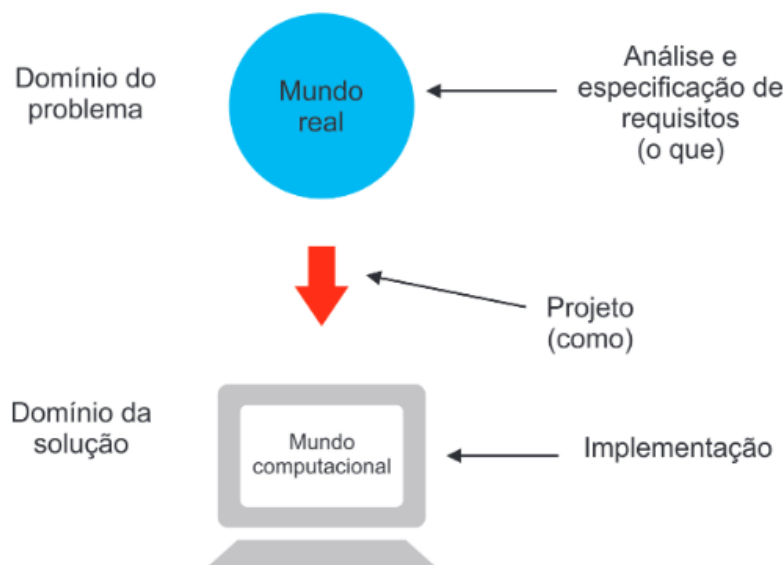 Domínio do
problema
Mundo
real
Análise e
especificação de
requisitos
(o que)
Projeto
(como)
Domínio da
solução
Mundo
computacional
Implementação